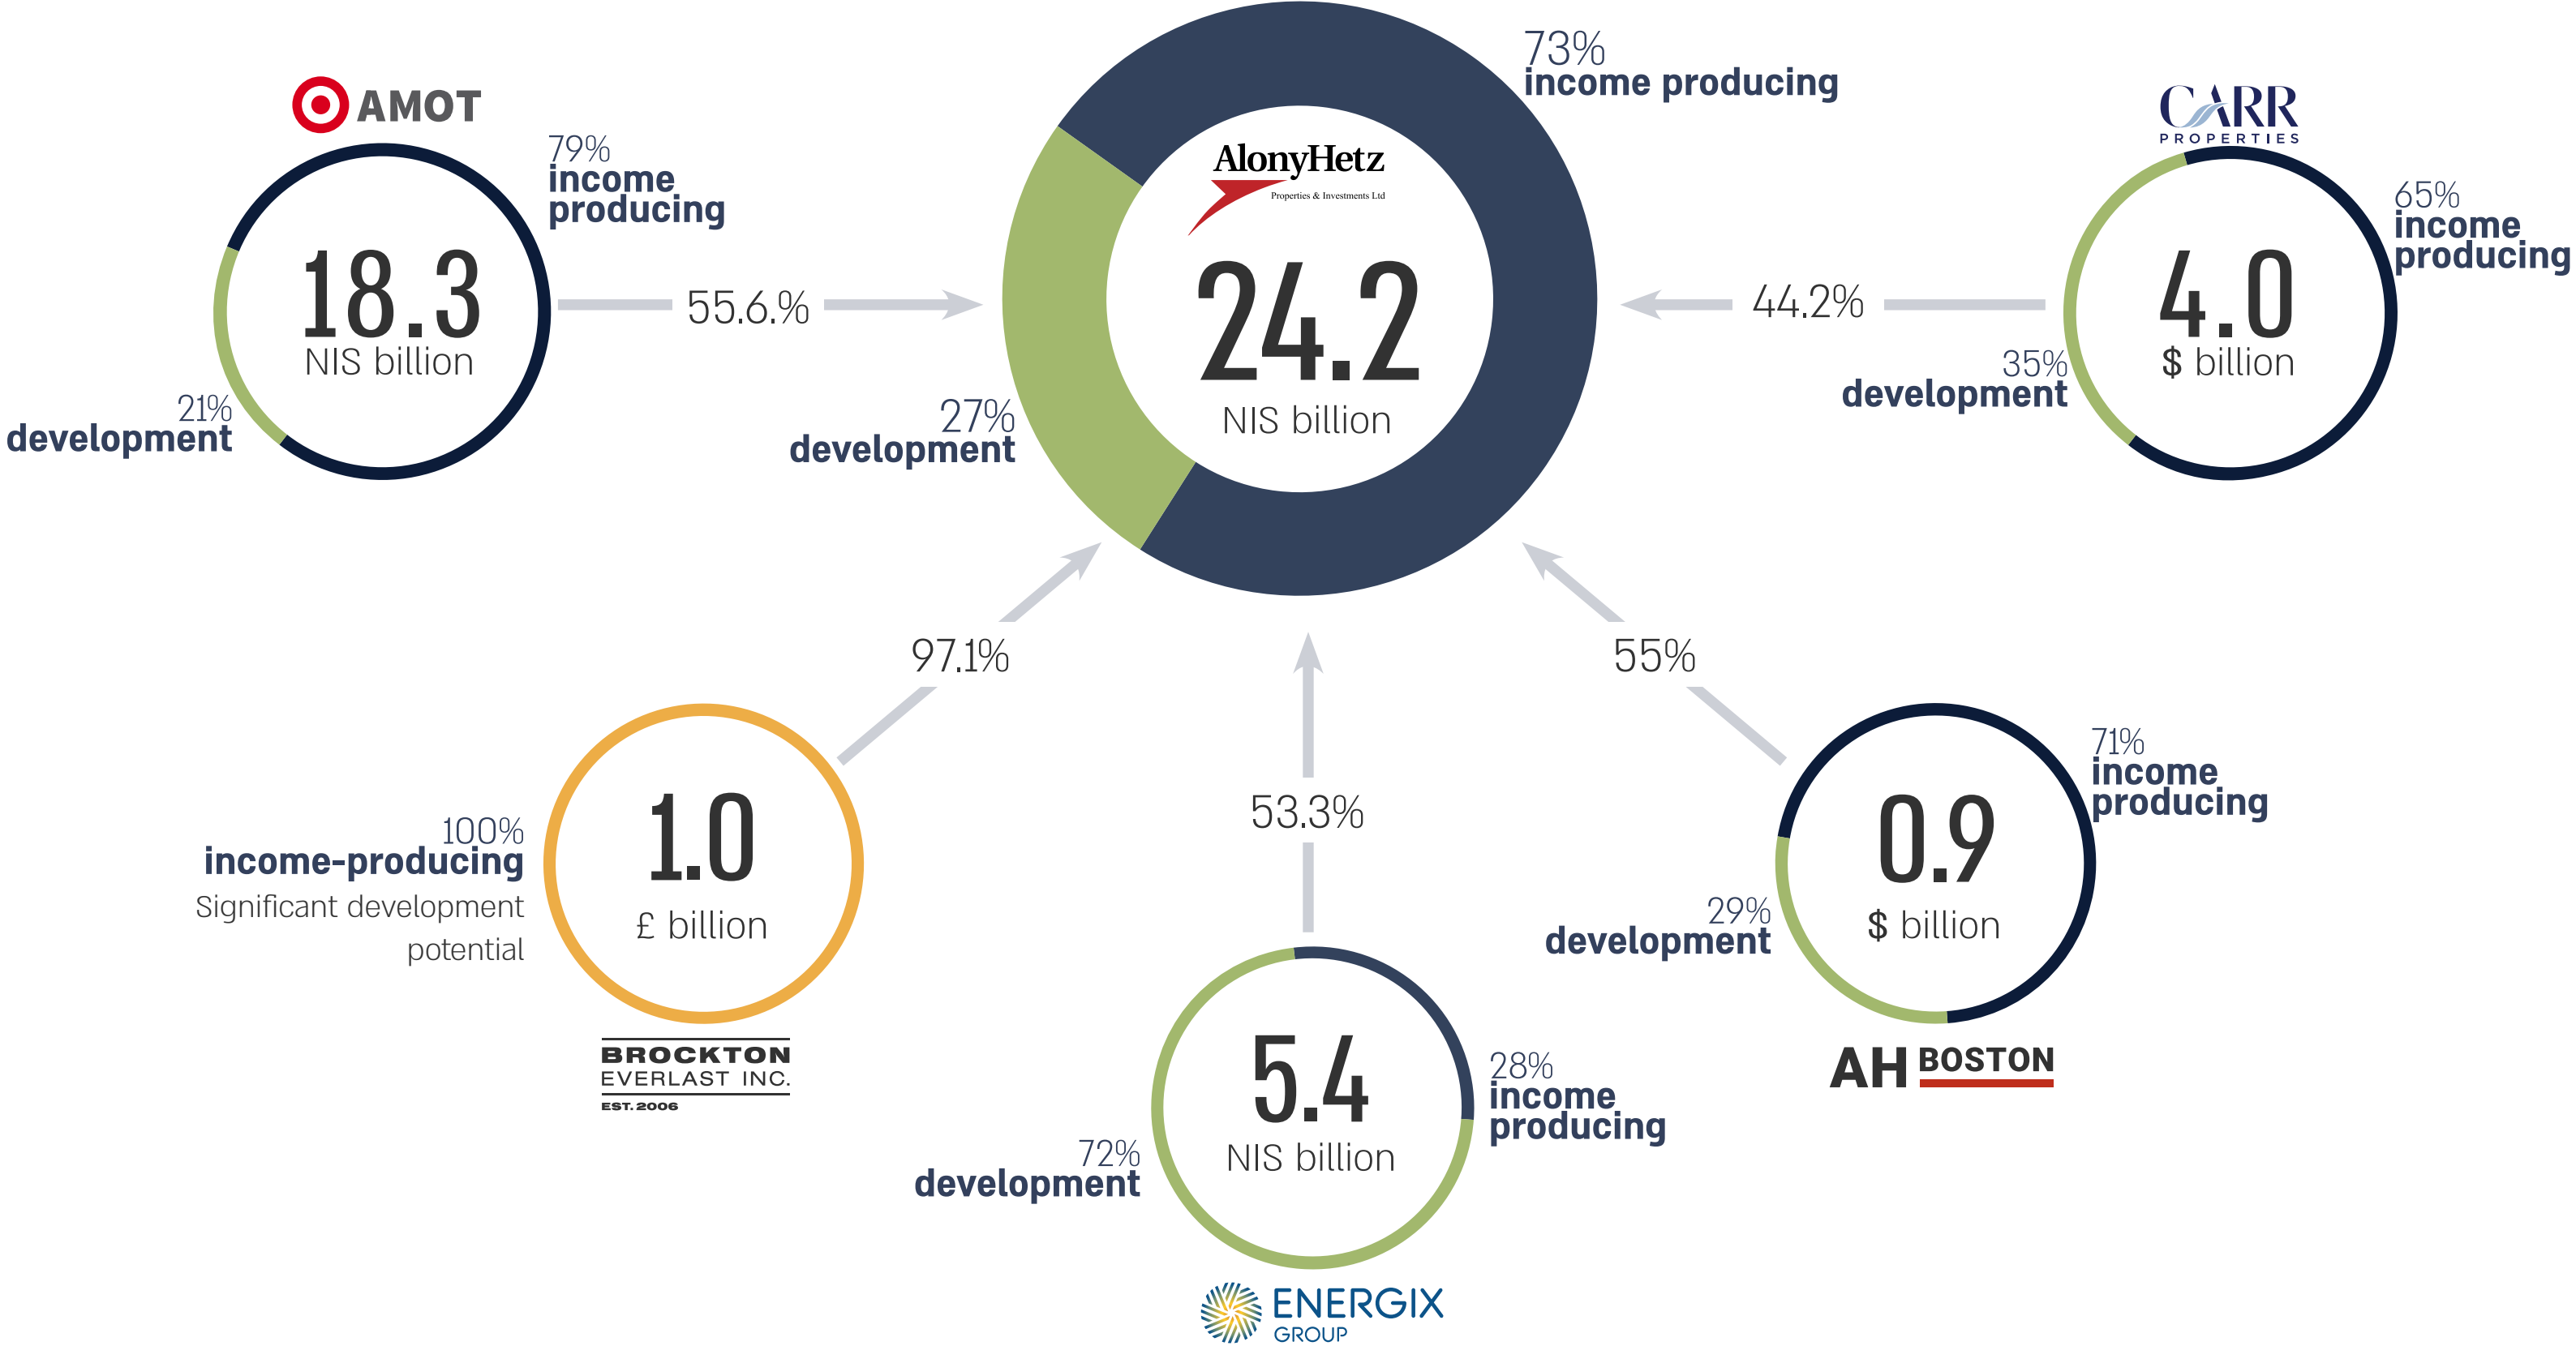 AMOT
79%
income
producing
18.3
NIS billion
21%
development
55.6.%
73%
income producing
AlonyHetz
Properties & Investments Ltd
24.2
NIS billion
27%
development
44.2%
CARR
PROPERTIES
65%
income
producing
4.0
$ billion
35%
development
97.1%
53.3%
55%
100%
income-producing
Significant development
potential
1.0
£ billion
BROCKTON
EVERLAST INC.
EST. 2006
5.4
NIS billion
28%
income
producing
72%
development
ENERGIX
GROUP
71%
income
producing
0.9
$ billion
29%
development
AH BOSTON